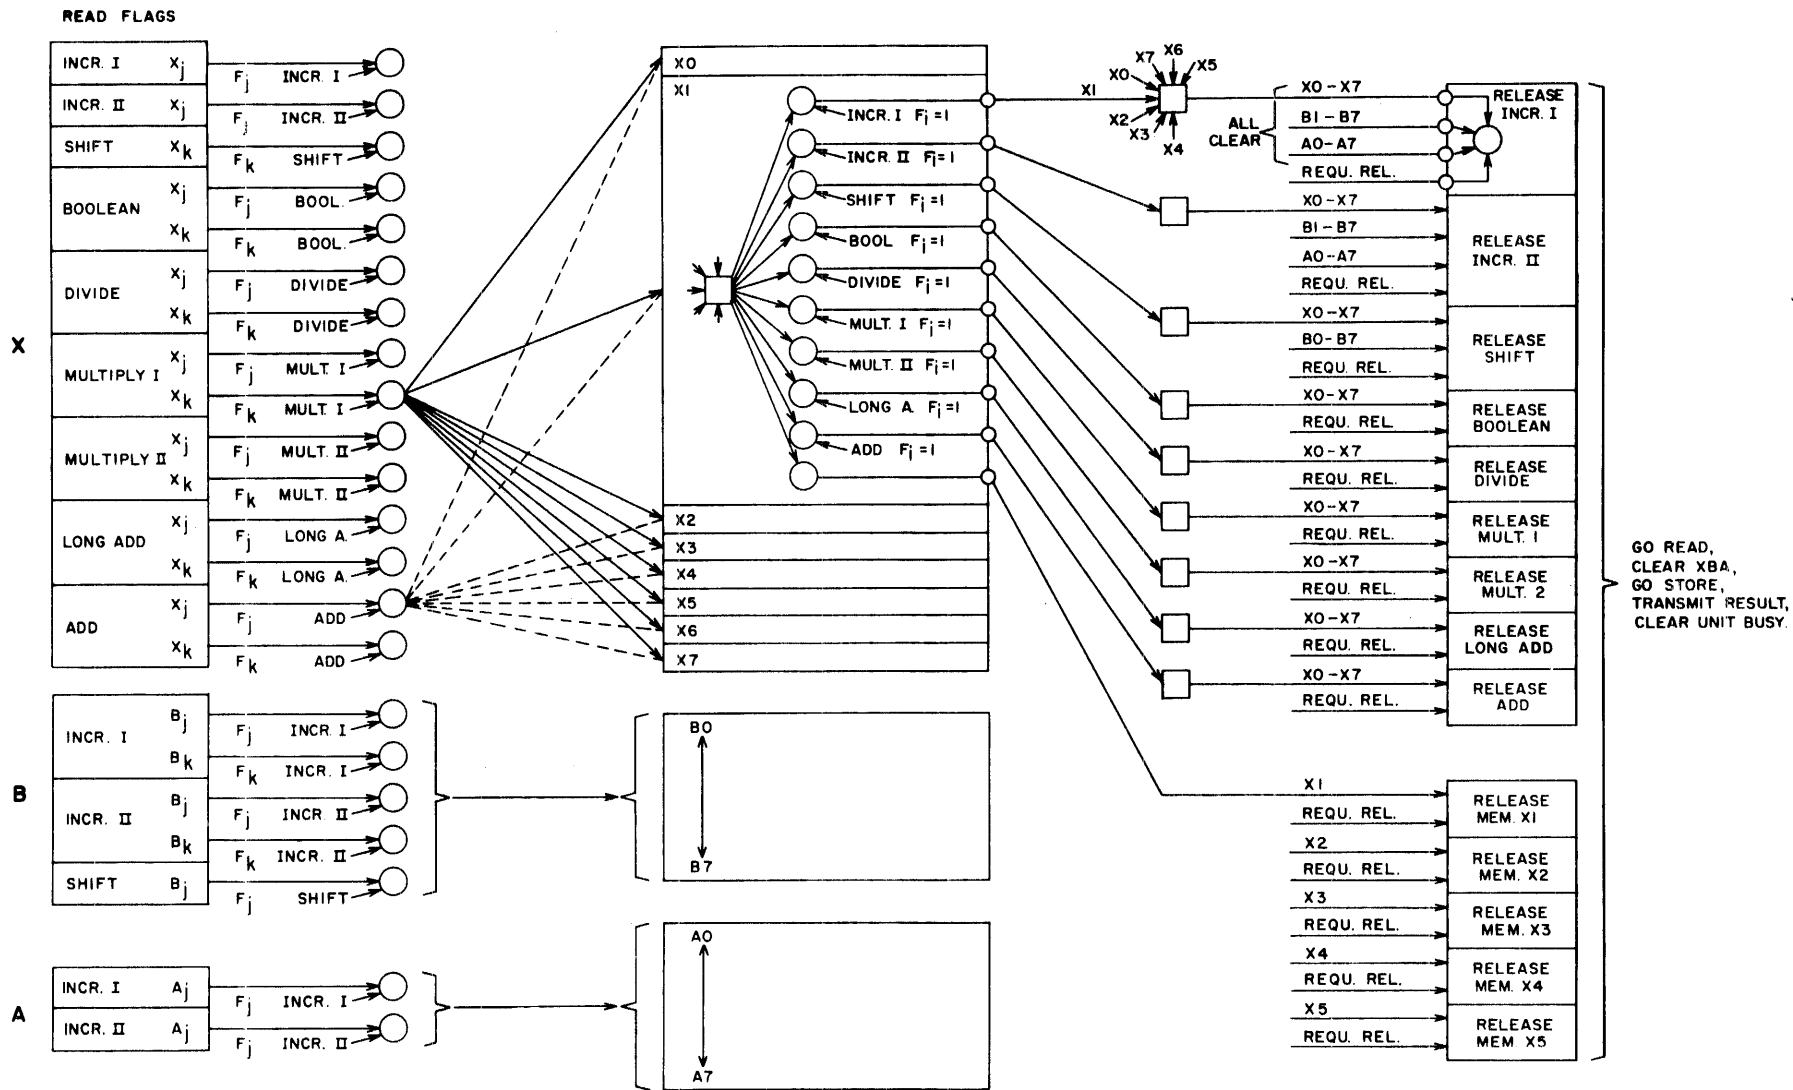 READ FLAGS
X
INCR. I Xj
Fj INCR. I
INCR. II Xj
Fj INCR. II
SHIFT Xk
Fk SHIFT
BOOLEAN
Xj
Fj BOOL.
Xk
Fk BOOL.
DIVIDE
Xj
Fj DIVIDE
Xk
Fk DIVIDE
MULTIPLY I
Xj
Fj MULT. I
Xk
Fk MULT. I
MULTIPLY II
Xj
Fj MULT. II
Xk
Fk MULT. II
LONG ADD
Xj
Fj LONG A.
Xk
Fk LONG A.
ADD
Xj
Fj ADD
Xk
Fk ADD
B
INCR. I
Bj
Fj INCR. I
Bk
Fk INCR. I
INCR. II
Bj
Fj INCR. II
Bk
Fk INCR. II
SHIFT Bj
Fj SHIFT
A
INCR. I Aj
Fj INCR. I
INCR. II Aj
Fj INCR. II
X0
X1
INCR. I Fi=1
INCR. II Fi=1
SHIFT Fi=1
BOOL Fi=1
DIVIDE Fi=1
MULT. I Fi=1
MULT. II Fi=1
LONG A. Fi=1
ADD Fi=1
X2
X3
X4
X5
X6
X7
B0
B7
A0
A7
X1
X0
X7
X6
X5
X2
X3
X4
ALL
CLEAR
X0-X7
B1-B7
A0-A7
REQU. REL.
RELEASE
INCR. I
X0-X7
B1-B7
A0-A7
REQU. REL.
RELEASE
INCR. II
X0-X7
B0-B7
REQU. REL.
RELEASE
SHIFT
X0-X7
REQU. REL.
RELEASE
BOOLEAN
X0-X7
REQU. REL.
RELEASE
DIVIDE
X0-X7
REQU. REL.
RELEASE
MULT. 1
X0-X7
REQU. REL.
RELEASE
MULT. 2
X0-X7
REQU. REL.
RELEASE
LONG ADD
X0-X7
REQU. REL.
RELEASE
ADD
X1
REQU. REL.
RELEASE
MEM. X1
X2
REQU. REL.
RELEASE
MEM. X2
X3
REQU. REL.
RELEASE
MEM. X3
X4
REQU. REL.
RELEASE
MEM. X4
X5
REQU. REL.
RELEASE
MEM. X5
GO READ,
CLEAR XBA,
GO STORE,
TRANSMIT RESULT,
CLEAR UNIT BUSY.